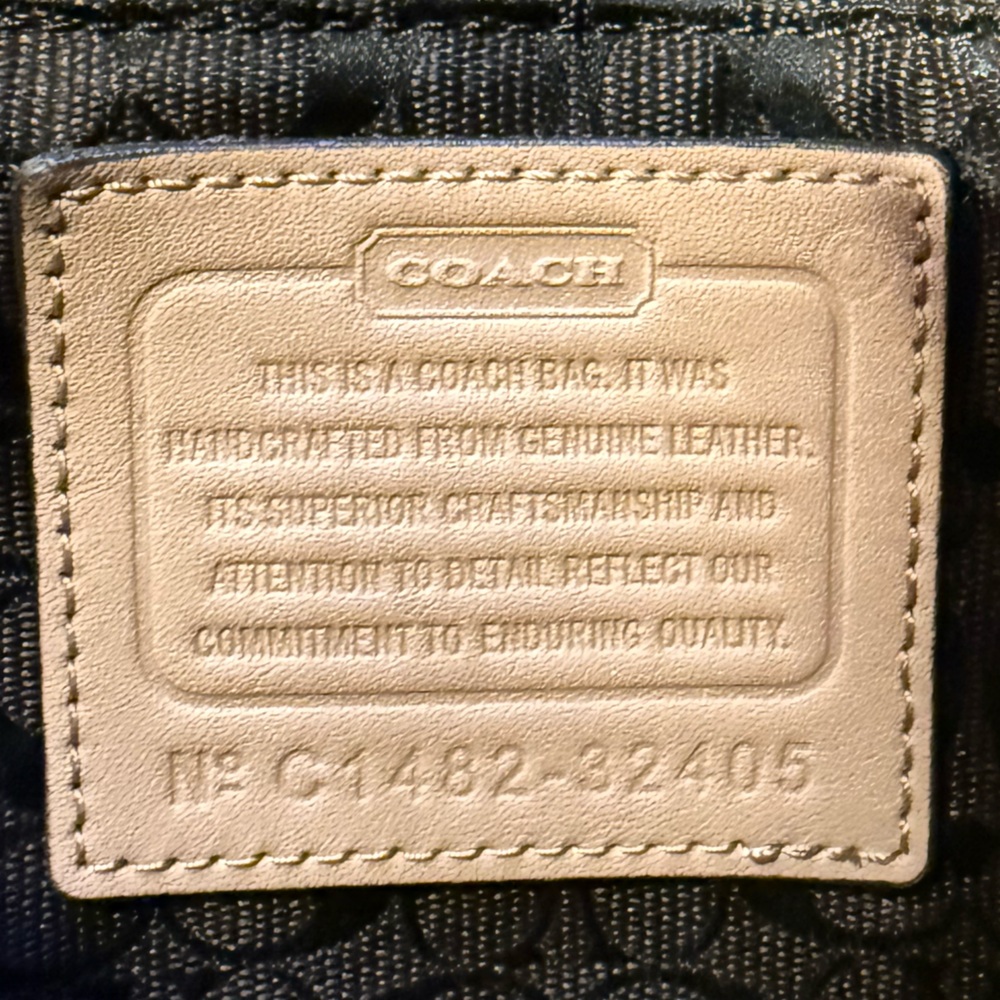 COACH
THIS IS A COACH BAG. IT WAS
HANDCRAFTED FROM GENUINE LEATHER.
ITS SUPERIOR CRAFTSMANSHIP AND
ATTENTION TO DETAIL REFLECT OUR
COMMITMENT TO ENDURING QUALITY.
Nº C1482-32405